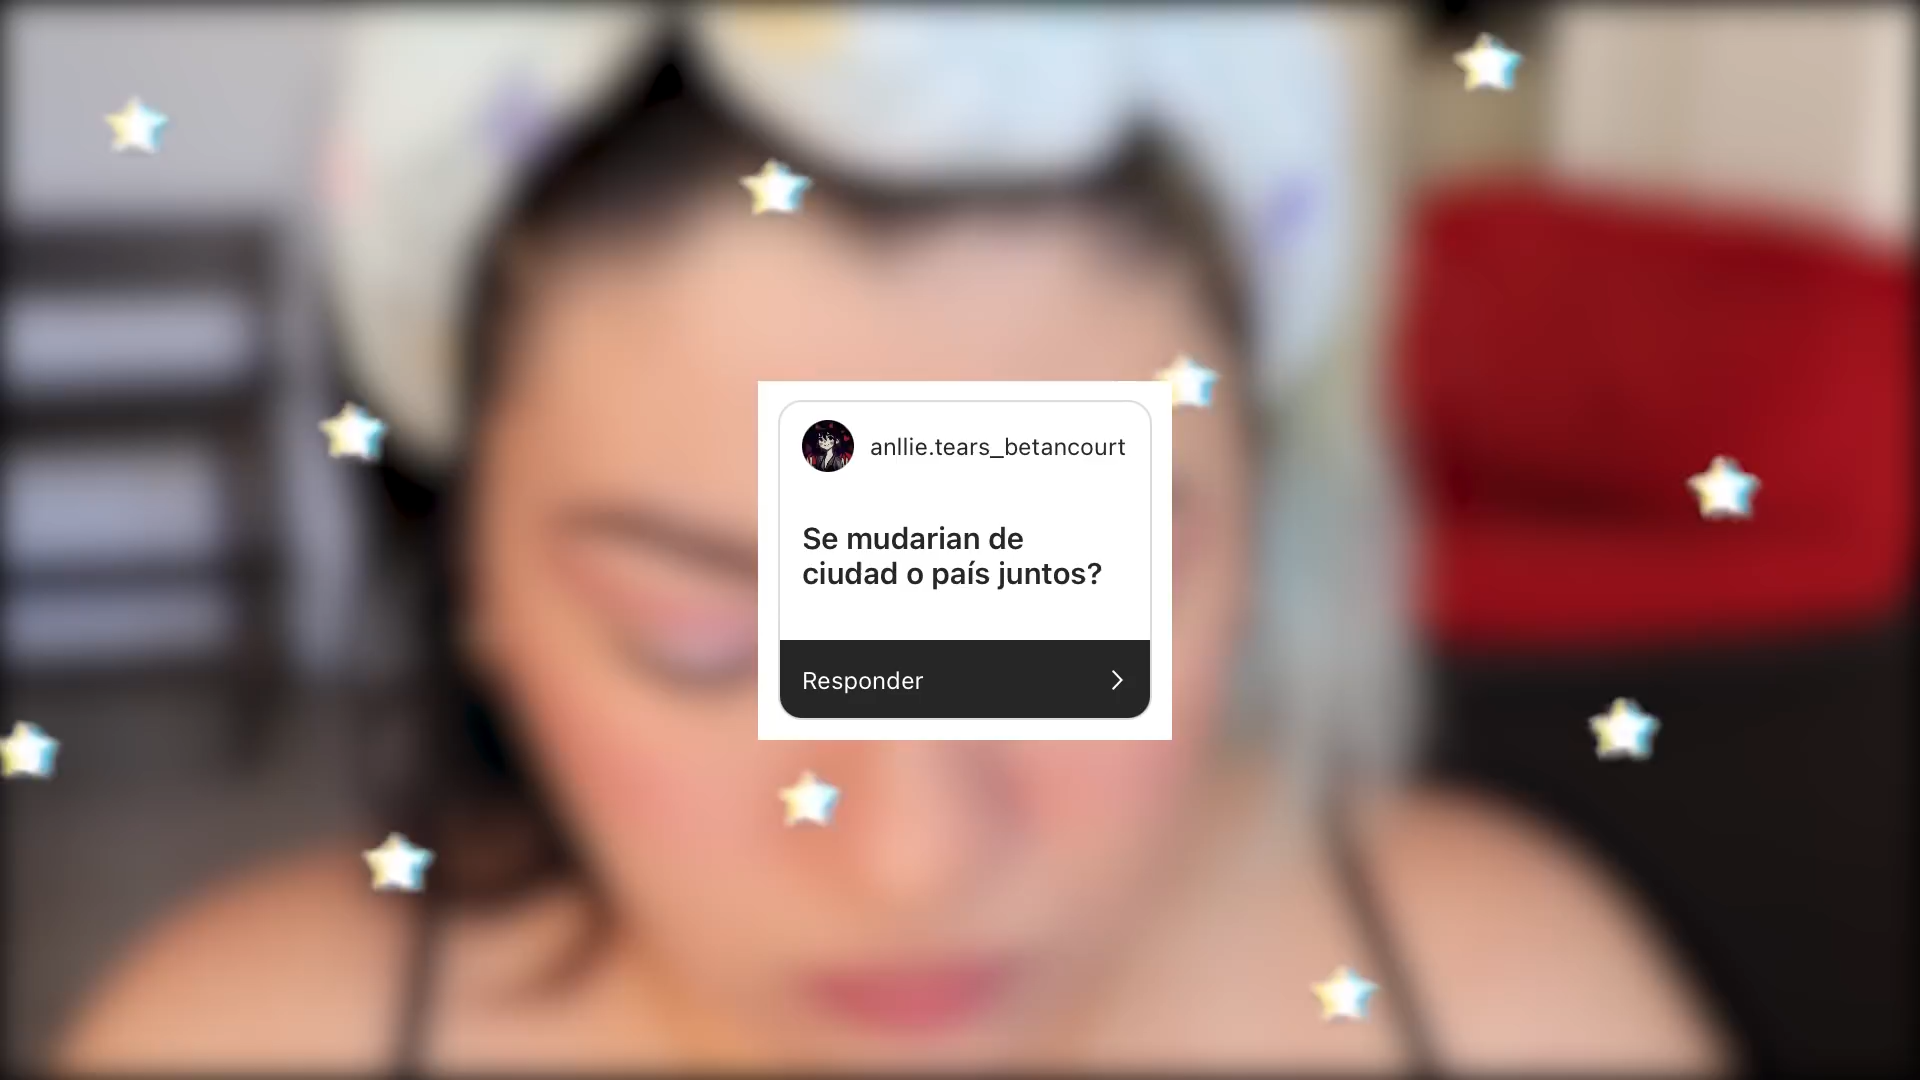 anllie.tears_betancourt
Se mudarian de
ciudad o país juntos?
Responder